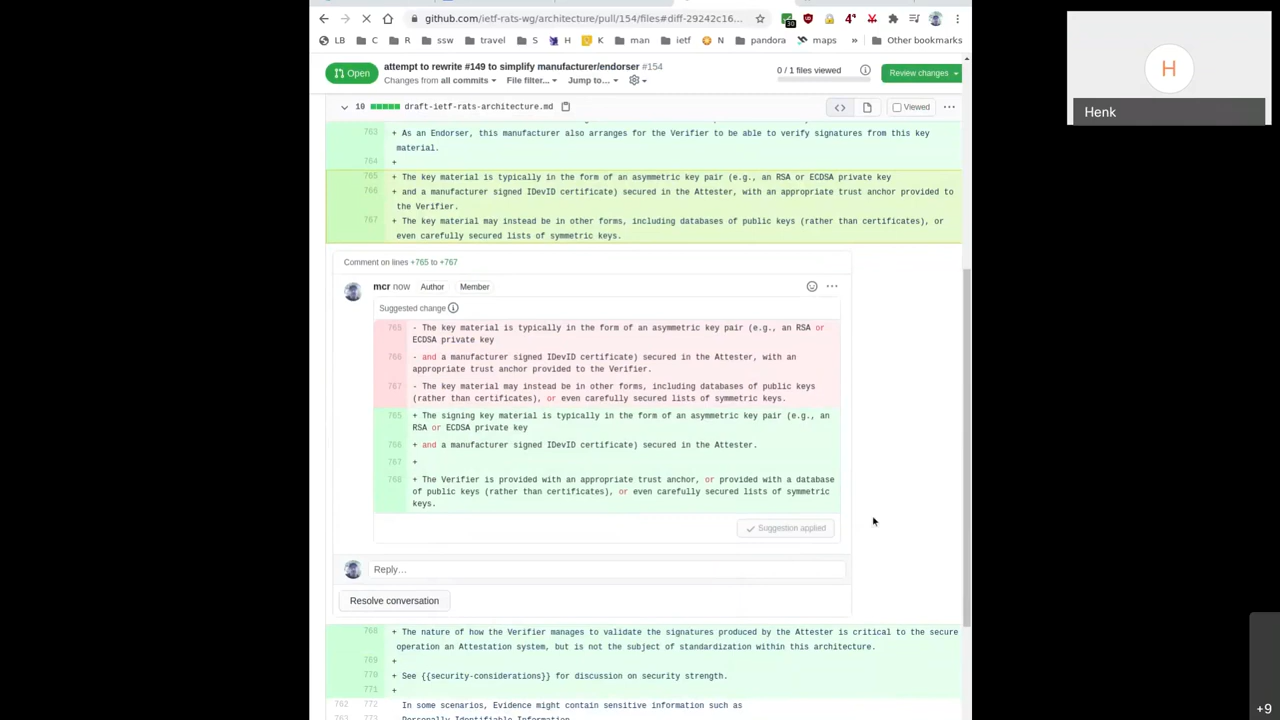 github.com/ietf-rats-wg/architecture/pull/154/files#diff-29242c16...
30
4°
LB C R ssw travel S H K man ietf N pandora maps » Other bookmarks
Open
attempt to rewrite #149 to simplify manufacturer/endorser #154
Changes from all commits File filter... Jump to...
0 / 1 files viewed
Review changes
10 draft-ietf-rats-architecture.md
Viewed
763 + As an Endorser, this manufacturer also arranges for the Verifier to be able to verify signatures from this key
material.
764 +
765 + The key material is typically in the form of an asymmetric key pair (e.g., an RSA or ECDSA private key
766 + and a manufacturer signed IDevID certificate) secured in the Attester, with an appropriate trust anchor provided to
the Verifier.
767 + The key material may instead be in other forms, including databases of public keys (rather than certificates), or
even carefully secured lists of symmetric keys.
Comment on lines +765 to +767
mcr now Author Member
Suggested change
765 - The key material is typically in the form of an asymmetric key pair (e.g., an RSA or
ECDSA private key
766 - and a manufacturer signed IDevID certificate) secured in the Attester, with an
appropriate trust anchor provided to the Verifier.
767 - The key material may instead be in other forms, including databases of public keys
(rather than certificates), or even carefully secured lists of symmetric keys.
765 + The signing key material is typically in the form of an asymmetric key pair (e.g., an
RSA or ECDSA private key
766 + and a manufacturer signed IDevID certificate) secured in the Attester.
767 +
768 + The Verifier is provided with an appropriate trust anchor, or provided with a database
of public keys (rather than certificates), or even carefully secured lists of symmetric
keys.
Suggestion applied
Reply...
Resolve conversation
768 + The nature of how the Verifier manages to validate the signatures produced by the Attester is critical to the secure
operation an Attestation system, but is not the subject of standardization within this architecture.
769 +
770 + See {{security-considerations}} for discussion on security strength.
771 +
762 772 In some scenarios, Evidence might contain sensitive information such as
763 773 Personally Identifiable Information
H
Henk
+9